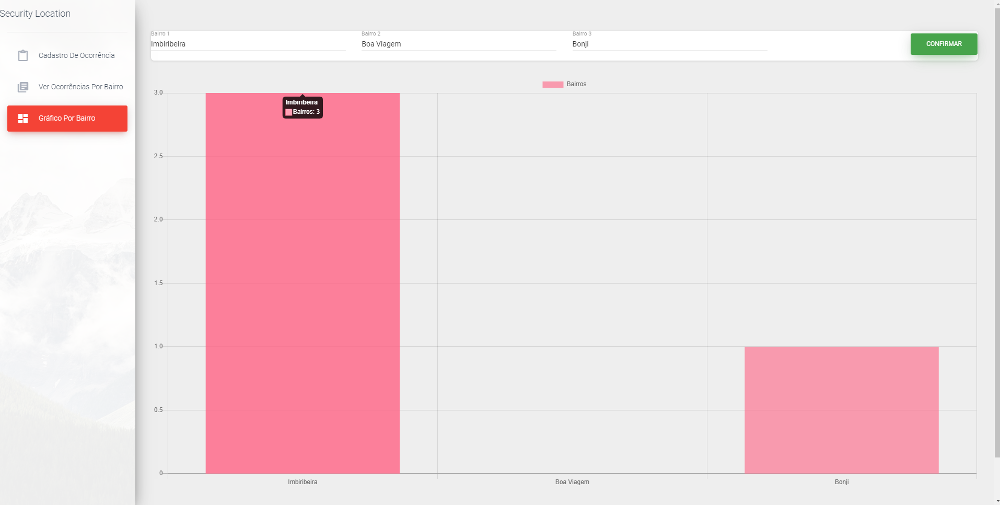 Security Location
Cadastro De Ocorrência
Ver Ocorrências Por Bairro
Gráfico Por Bairro
Bairro 1
Imbiribeira
Bairro 2
Boa Viagem
Bairro 3
Bonji
CONFIRMAR
Bairros
3.0
Imbiribeira
Bairros: 3
2.5
2.0
1.5
1.0
0.5
0
Imbiribeira
Boa Viagem
Bonji